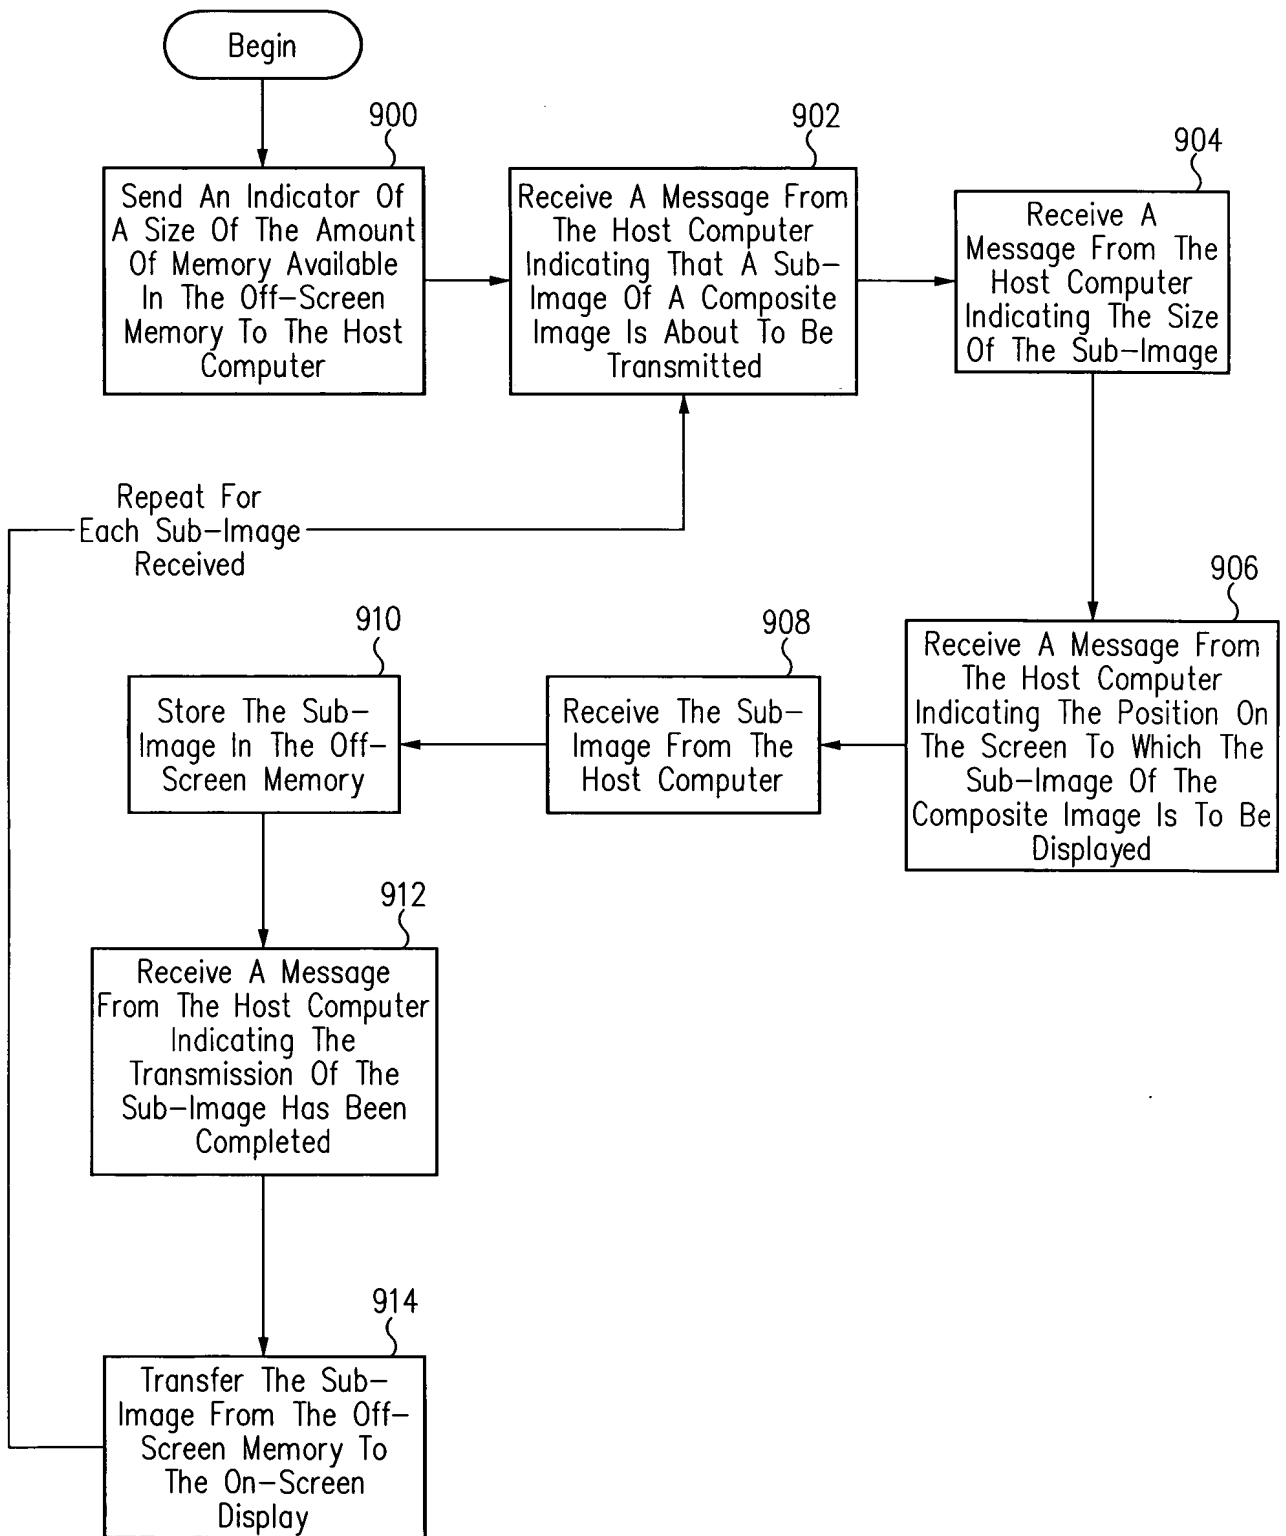 Begin
900
Send An Indicator Of
A Size Of The Amount
Of Memory Available
In The Off-Screen
Memory To The Host
Computer
902
Receive A Message From
The Host Computer
Indicating That A Sub-
Image Of A Composite
Image Is About To Be
Transmitted
904
Receive A
Message From The
Host Computer
Indicating The Size
Of The Sub-Image
Repeat For
Each Sub-Image
Received
906
Receive A Message From
The Host Computer
Indicating The Position On
The Screen To Which The
Sub-Image Of The
Composite Image Is To Be
Displayed
908
Receive The Sub-
Image From The
Host Computer
910
Store The Sub-
Image In The Off-
Screen Memory
912
Receive A Message
From The Host Computer
Indicating The
Transmission Of The
Sub-Image Has Been
Completed
914
Transfer The Sub-
Image From The Off-
Screen Memory To
The On-Screen
Display